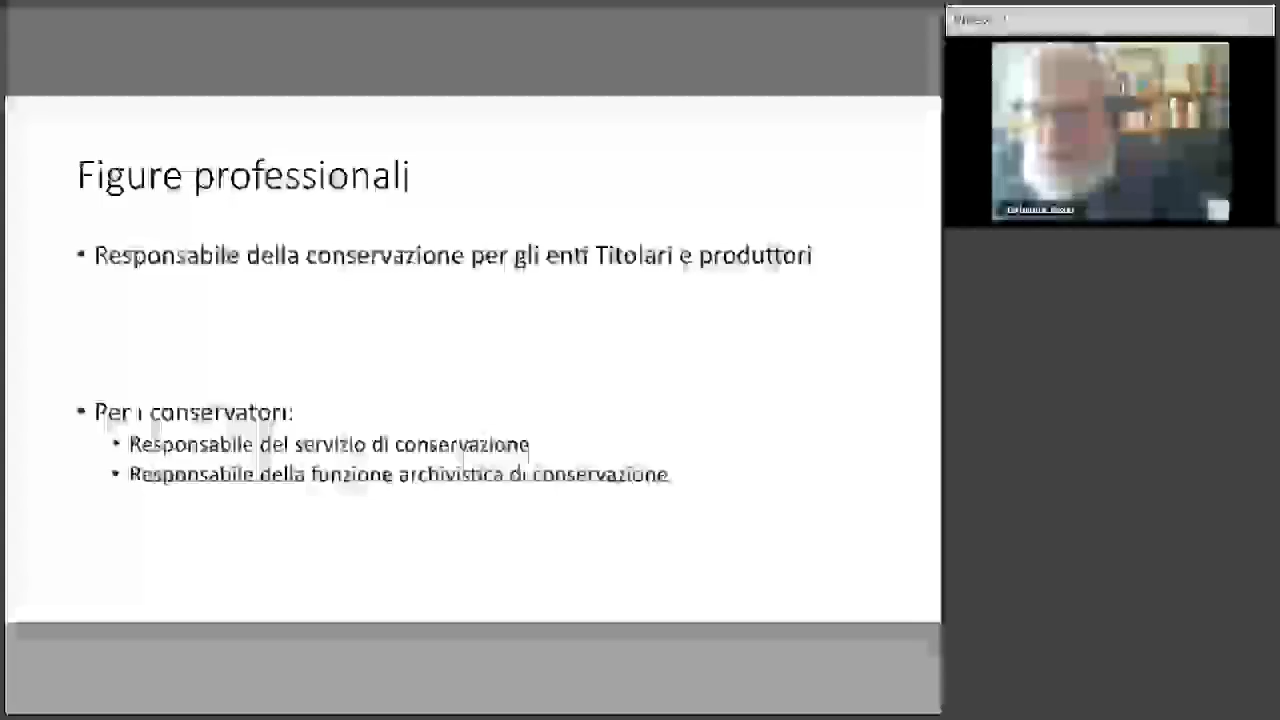 Figure professionali
• Responsabile della conservazione per gli enti Titolari e produttori
• Per i conservatori:
• Responsabile del servizio di conservazione
• Responsabile della funzione archivistica di conservazione